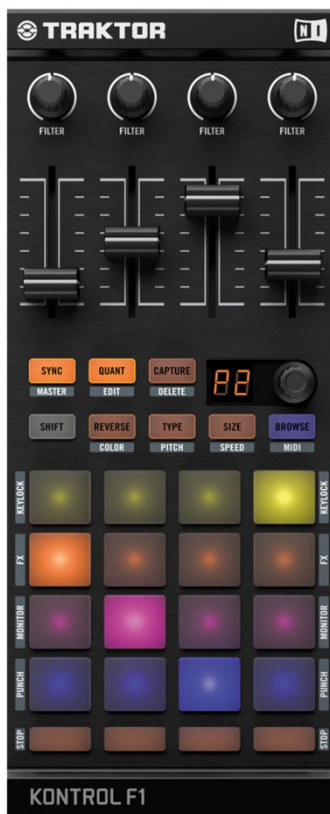 TRAKTOR NI
FILTER FILTER FILTER FILTER
SYNC QUANT CAPTURE
MASTER EDIT DELETE
SHIFT REVERSE TYPE SIZE BROWSE
COLOR PITCH SPEED MIDI
KEYLOCK KEYLOCK
FX FX
MONITOR MONITOR
PUNCH PUNCH
STOP STOP
KONTROL F1